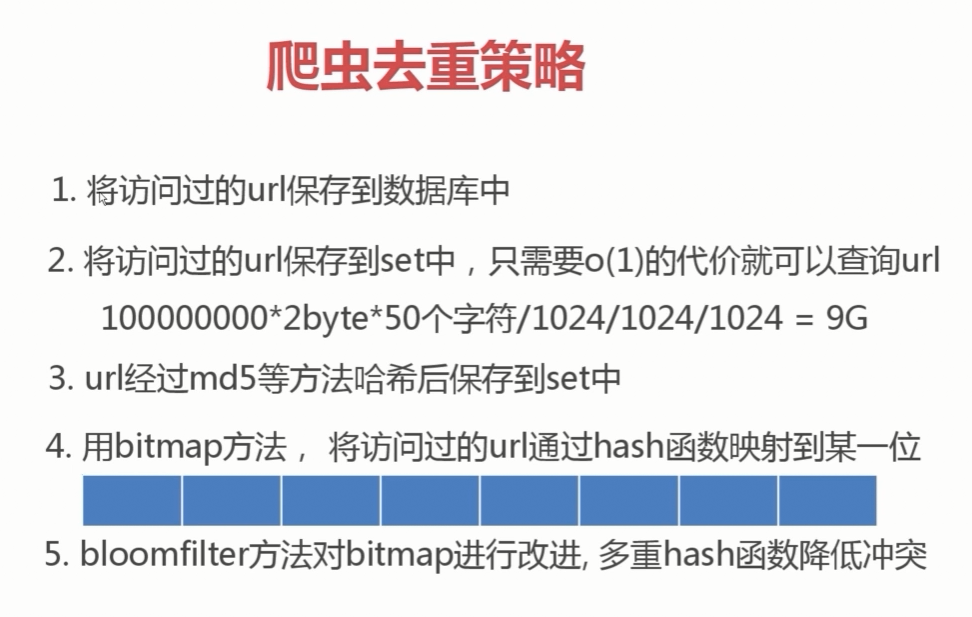 爬虫去重策略
1. 将访问过的url保存到数据库中
2. 将访问过的url保存到set中，只需要o(1)的代价就可以查询url
100000000*2byte*50个字符/1024/1024/1024 = 9G
3. url经过md5等方法哈希后保存到set中
4. 用bitmap方法， 将访问过的url通过hash函数映射到某一位
5. bloomfilter方法对bitmap进行改进, 多重hash函数降低冲突